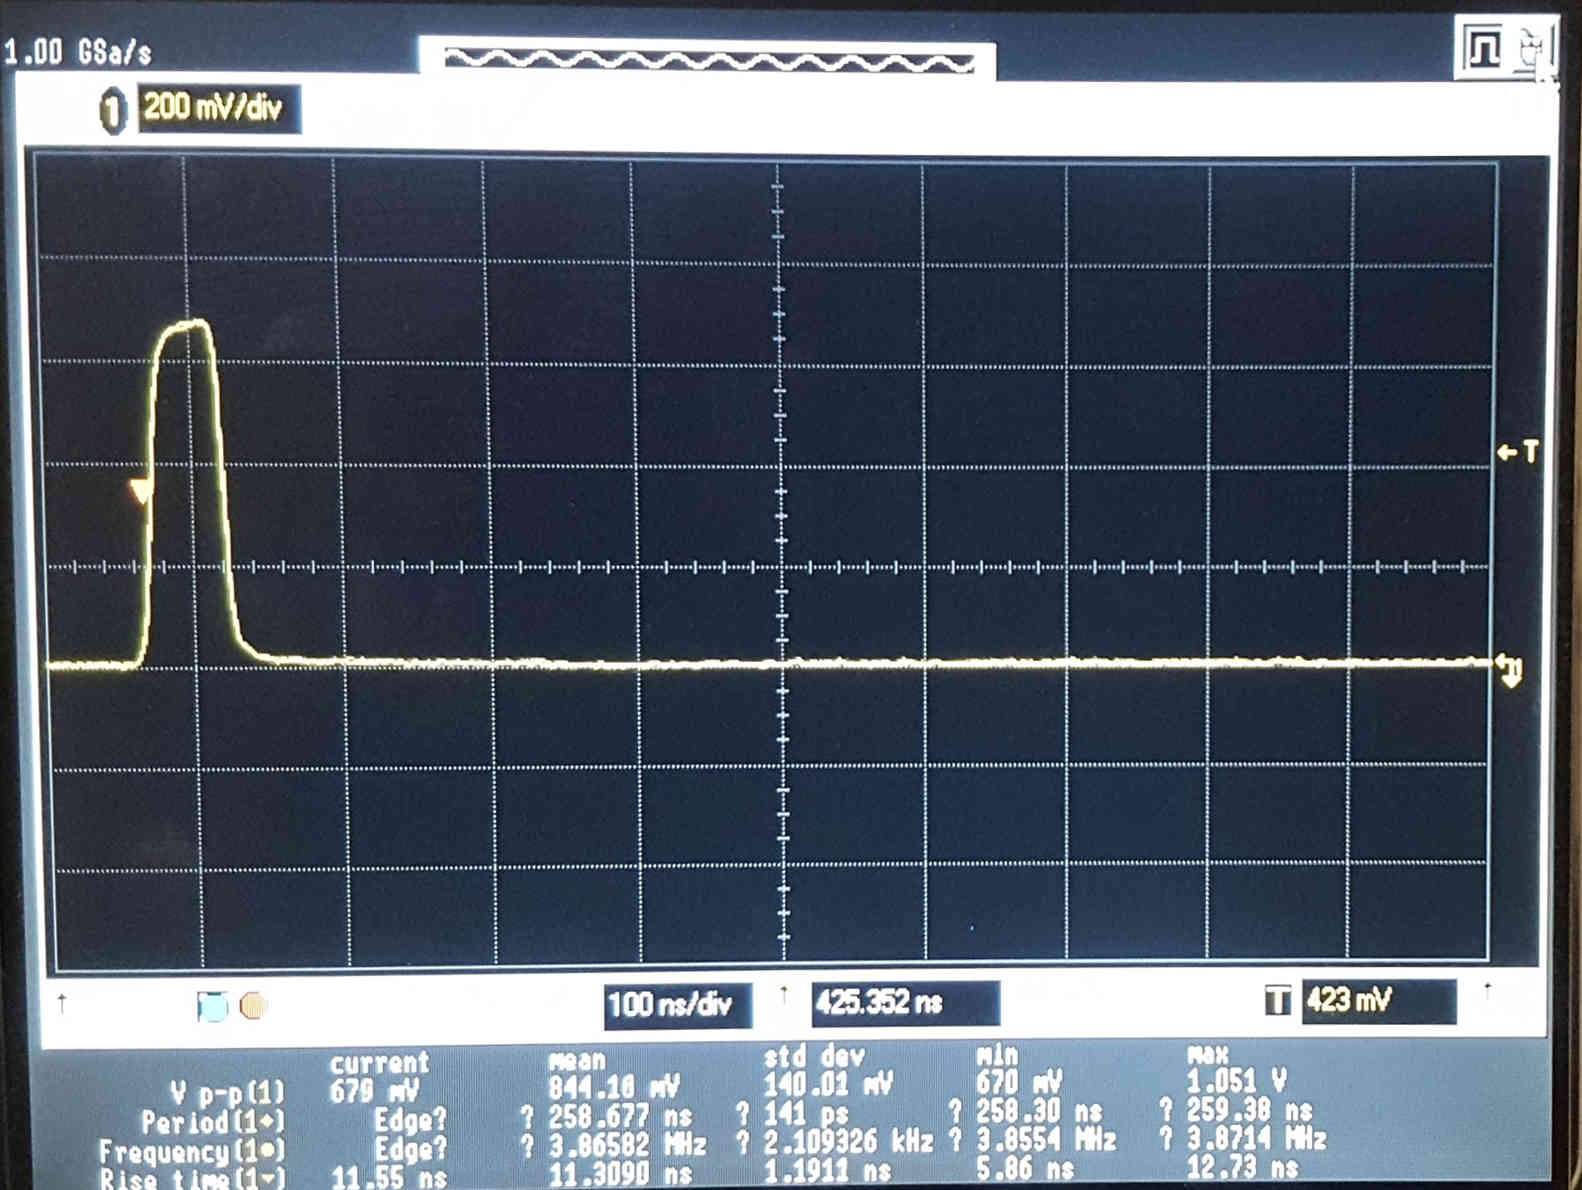 1.00 GSa/s
1 200 mV/div
T
100 ns/div 425.352 ns T 423 mV
current mean std dev min max
V p-p(1) 679 mV 844.18 mV 140.01 mV 670 mV 1.051 V
Period(1) Edge? ? 258.677 ns ? 141 ps ? 258.30 ns ? 259.38 ns
Frequency(1) Edge? ? 3.86582 MHz ? 2.109326 kHz ? 3.8554 MHz ? 3.8714 MHz
Rise time(1) 11.55 ns 11.3090 ns 1.1911 ns 5.86 ns 12.73 ns